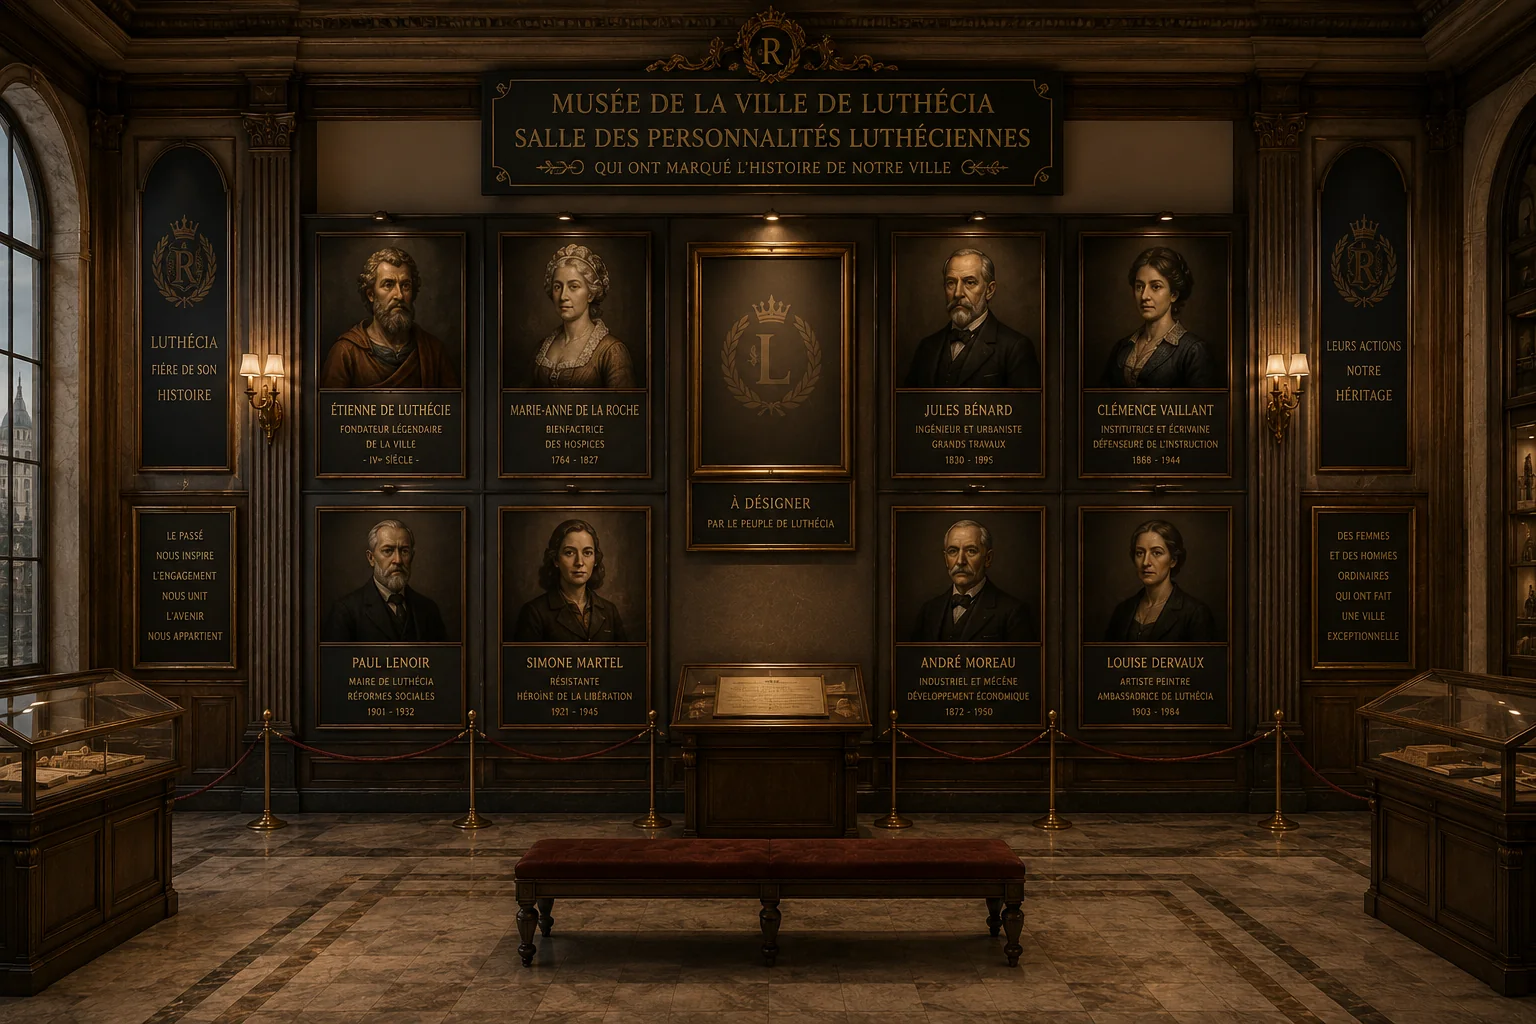 R
MUSÉE DE LA VILLE DE LUTHÉCIA
SALLE DES PERSONNALITÉS LUTHÉCIENNES
QUI ONT MARQUÉ L'HISTOIRE DE NOTRE VILLE
R
LUTHÉCIA
FIÈRE DE SON
HISTOIRE
LE PASSÉ
NOUS INSPIRE
L'ENGAGEMENT
NOUS UNIT
L'AVENIR
NOUS APPARTIENT
ÉTIENNE DE LUTHÉCIE
FONDATEUR LÉGENDAIRE
DE LA VILLE
- IVe SIÈCLE -
MARIE-ANNE DE LA ROCHE
BIENFACTRICE
DES HOSPICES
1764 - 1827
L
À DÉSIGNER
PAR LE PEUPLE DE LUTHÉCIA
JULES BÉNARD
INGÉNIEUR ET URBANISTE
GRANDS TRAVAUX
1830 - 1895
CLÉMENCE VAILLANT
INSTITUTRICE ET ÉCRIVAINE
DÉFENSEURE DE L'INSTRUCTION
1868 - 1944
PAUL LENOIR
MAIRE DE LUTHÉCIA
RÉFORMES SOCIALES
1901 - 1932
SIMONE MARTEL
RÉSISTANTE
HÉROÏNE DE LA LIBÉRATION
1921 - 1945
ANDRÉ MOREAU
INDUSTRIEL ET MÉCÈNE
DÉVELOPPEMENT ÉCONOMIQUE
1872 - 1950
LOUISE DERVAUX
ARTISTE PEINTRE
AMBASSADRICE DE LUTHÉCIA
1903 - 1984
R
LEURS ACTIONS
NOTRE
HÉRITAGE
DES FEMMES
ET DES HOMMES
ORDINAIRES
QUI ONT FAIT
UNE VILLE
EXCEPTIONNELLE